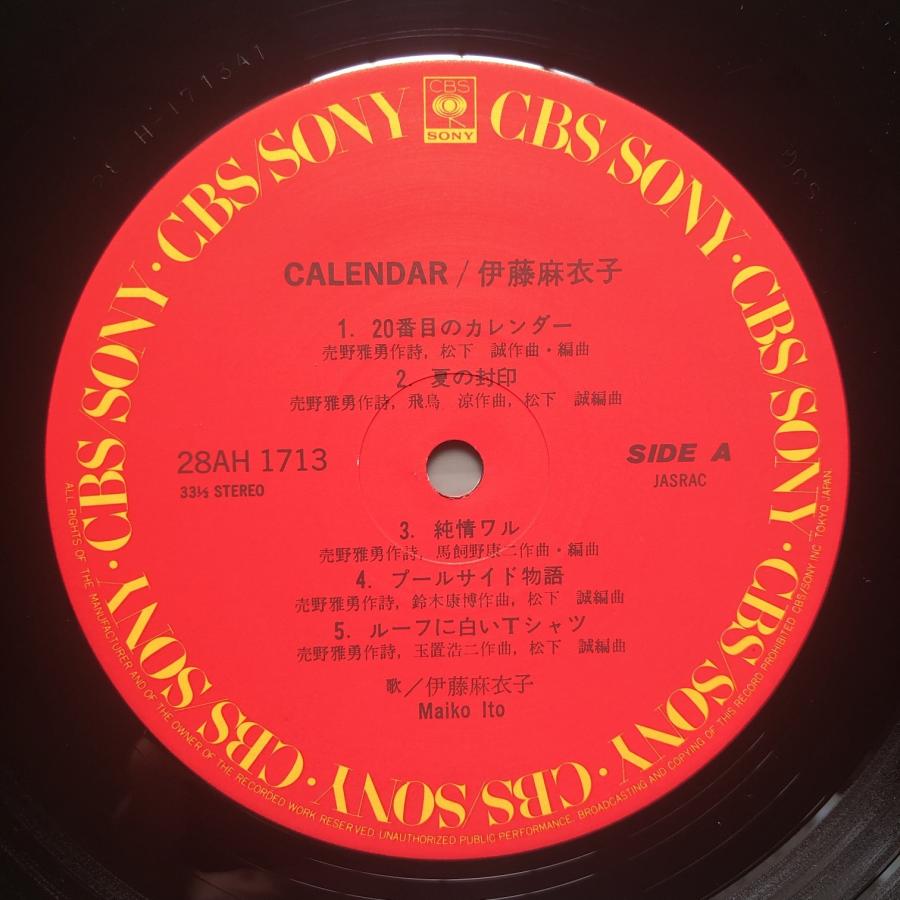 28 H-1713A1
CBS
SONY
CBS/SONY · CBS/SONY · CBS/SONY · CBS/SONY · CBS/SONY · CBS/SONY · CBS/SONY · CBS/SONY
CALENDAR / 伊藤麻衣子
1. 20番目のカレンダー
売野雅勇作詩, 松下 誠作曲・編曲
2. 夏の封印
売野雅勇作詩, 飛鳥 涼作曲, 松下 誠編曲
28AH 1713
33⅓ STEREO
SIDE A
JASRAC
3. 純情ワル
売野雅勇作詩, 馬飼野康二作曲・編曲
4. プールサイド物語
売野雅勇作詩, 鈴木康博作曲, 松下 誠編曲
5. ルーフに白いTシャツ
売野雅勇作詩, 玉置浩二作曲, 松下 誠編曲
歌／伊藤麻衣子
Maiko Ito
ALL RIGHTS OF THE MANUFACTURER AND OF THE OWNER OF THE RECORDED WORK RESERVED. UNAUTHORIZED PUBLIC PERFORMANCE, BROADCASTING AND COPYING OF THIS RECORD PROHIBITED CBS/SONY INC. TOKYO JAPAN